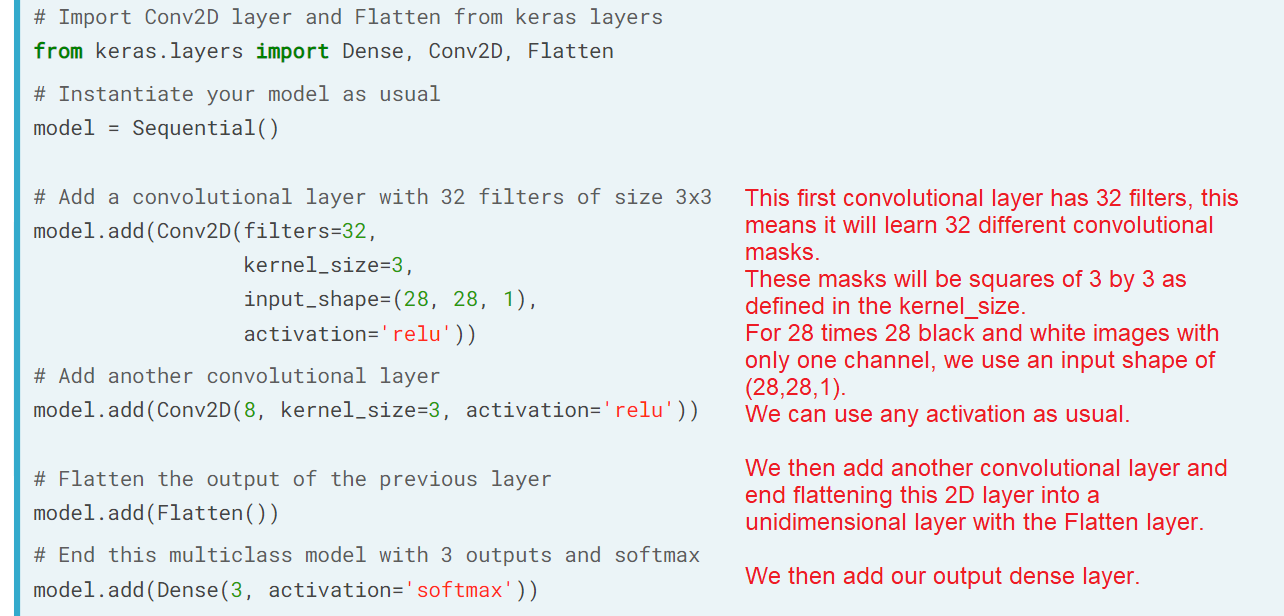 # Import Conv2D layer and Flatten from keras layers
from keras.layers import Dense, Conv2D, Flatten
# Instantiate your model as usual
model = Sequential()
# Add a convolutional layer with 32 filters of size 3x3
model.add(Conv2D(filters=32,
kernel_size=3,
input_shape=(28, 28, 1),
activation='relu'))
# Add another convolutional layer
model.add(Conv2D(8, kernel_size=3, activation='relu'))
# Flatten the output of the previous layer
model.add(Flatten())
# End this multiclass model with 3 outputs and softmax
model.add(Dense(3, activation='softmax'))
This first convolutional layer has 32 filters, this
means it will learn 32 different convolutional
masks.
These masks will be squares of 3 by 3 as
defined in the kernel_size.
For 28 times 28 black and white images with
only one channel, we use an input shape of
(28,28,1).
We can use any activation as usual.
We then add another convolutional layer and
end flattening this 2D layer into a
unidimensional layer with the Flatten layer.
We then add our output dense layer.